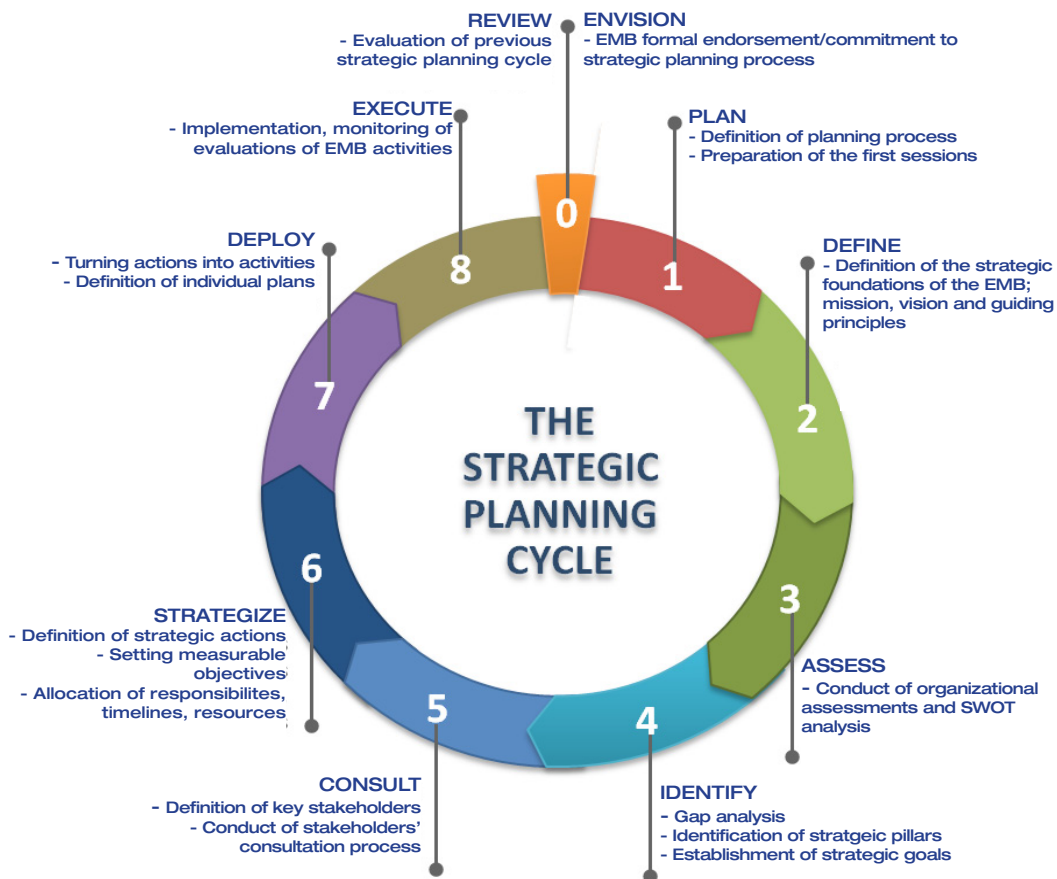 REVIEW
- Evaluation of previous
strategic planning cycle
ENVISION
- EMB formal endorsement/commitment to
strategic planning process
EXECUTE
- Implementation, monitoring of
evaluations of EMB activities
PLAN
- Definition of planning process
- Preparation of the first sessions
DEPLOY
- Turning actions into activities
- Definition of individual plans
DEFINE
- Definition of the strategic
foundations of the EMB;
mission, vision and guiding
principles
0
1
2
3
4
5
6
7
8
THE
STRATEGIC
PLANNING
CYCLE
STRATEGIZE
- Definition of strategic actions
- Setting measurable
objectives
- Allocation of responsibilites,
timelines, resources
ASSESS
- Conduct of organizational
assessments and SWOT
analysis
CONSULT
- Definition of key stakeholders
- Conduct of stakeholders'
consultation process
IDENTIFY
- Gap analysis
- Identification of stratgeic pillars
- Establishment of strategic goals